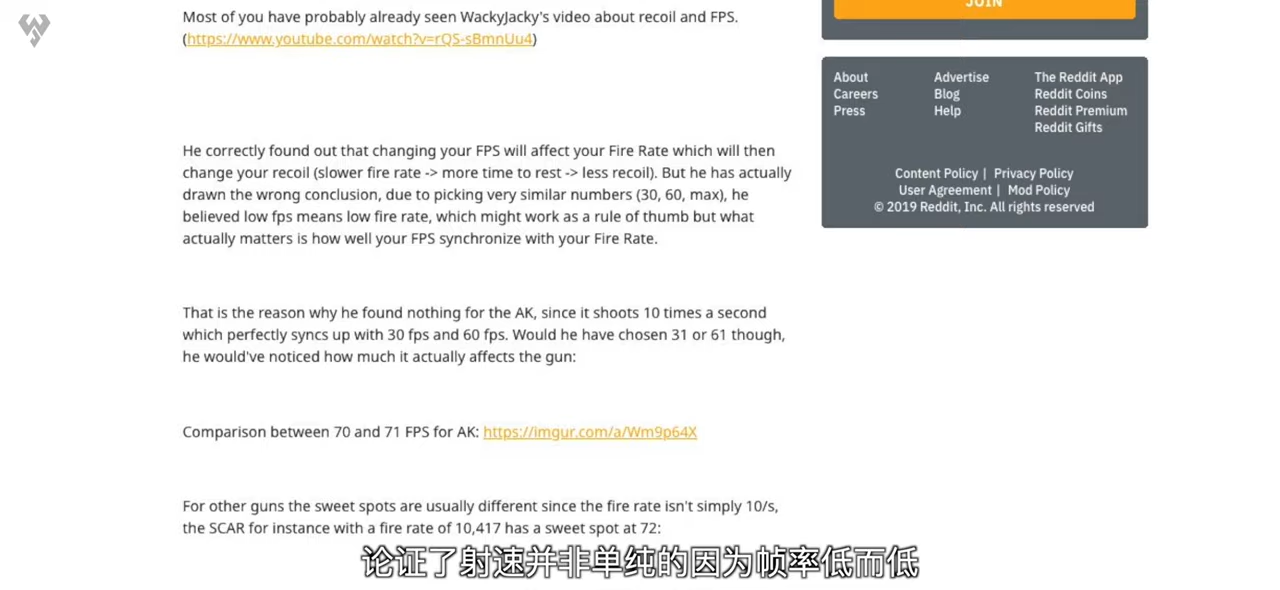 Most of you have probably already seen WackyJacky's video about recoil and FPS.
(https://www.youtube.com/watch?v=rQS-sBmnUu4)
He correctly found out that changing your FPS will affect your Fire Rate which will then
change your recoil (slower fire rate -> more time to rest -> less recoil). But he has actually
drawn the wrong conclusion, due to picking very similar numbers (30, 60, max), he
believed low fps means low fire rate, which might work as a rule of thumb but what
actually matters is how well your FPS synchronize with your Fire Rate.
That is the reason why he found nothing for the AK, since it shoots 10 times a second
which perfectly syncs up with 30 fps and 60 fps. Would he have chosen 31 or 61 though,
he would've noticed how much it actually affects the gun:
Comparison between 70 and 71 FPS for AK: https://imgur.com/a/Wm9p64X
For other guns the sweet spots are usually different since the fire rate isn't simply 10/s,
the SCAR for instance with a fire rate of 10,417 has a sweet spot at 72:
JOIN
About
Careers
Press
Advertise
Blog
Help
The Reddit App
Reddit Coins
Reddit Premium
Reddit Gifts
Content Policy | Privacy Policy
User Agreement | Mod Policy
© 2019 Reddit, Inc. All rights reserved
论证了射速并非单纯的因为帧率低而低